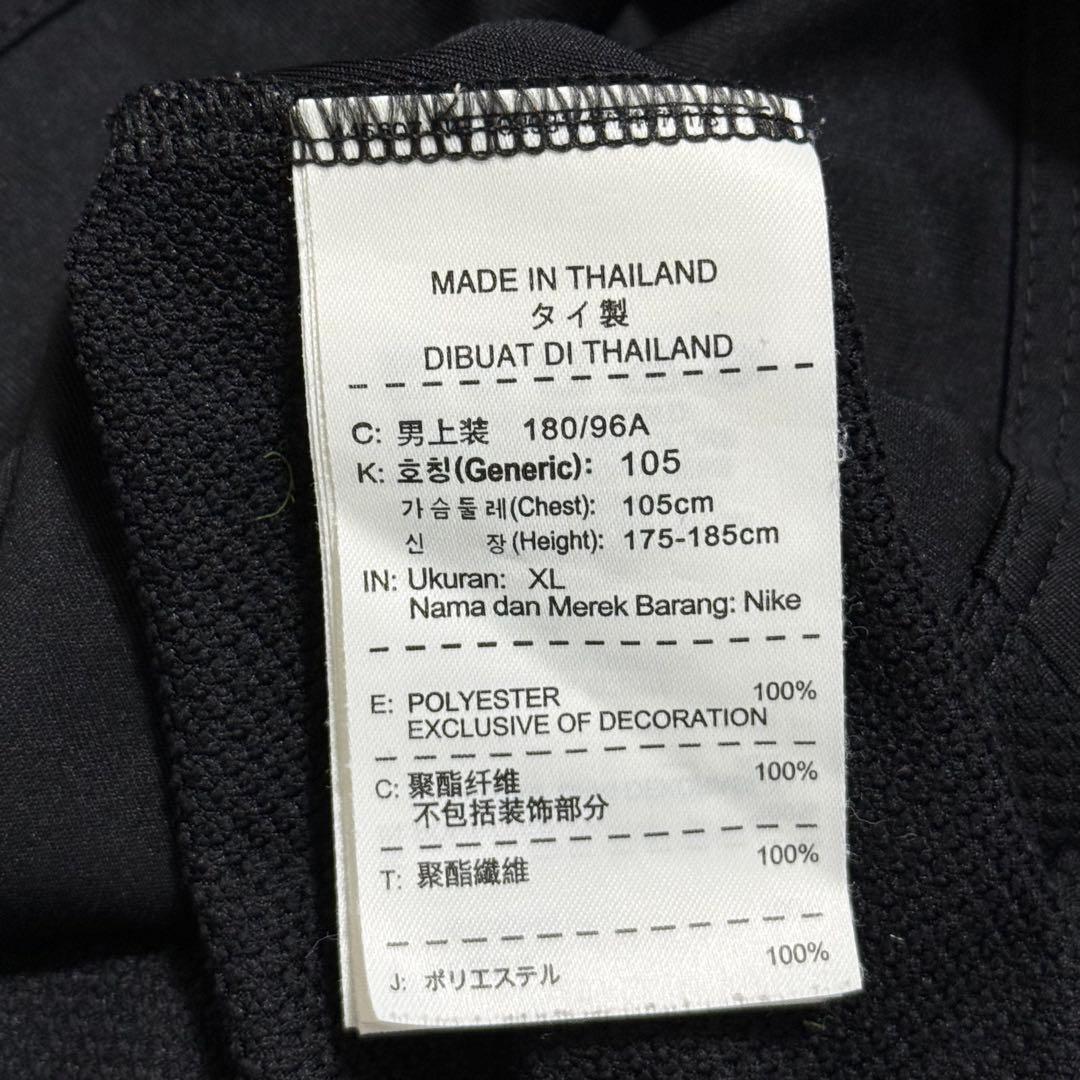 MADE IN THAILAND
タイ製
DIBUAT DI THAILAND
C: 男上装 180/96A
K: 호칭(Generic): 105
가슴둘레(Chest): 105cm
신 장(Height): 175-185cm
IN: Ukuran: XL
Nama dan Merek Barang: Nike
E: POLYESTER 100%
EXCLUSIVE OF DECORATION
C: 聚酯纤维 100%
不包括装饰部分
T: 聚酯纖維 100%
J: ポリエステル 100%